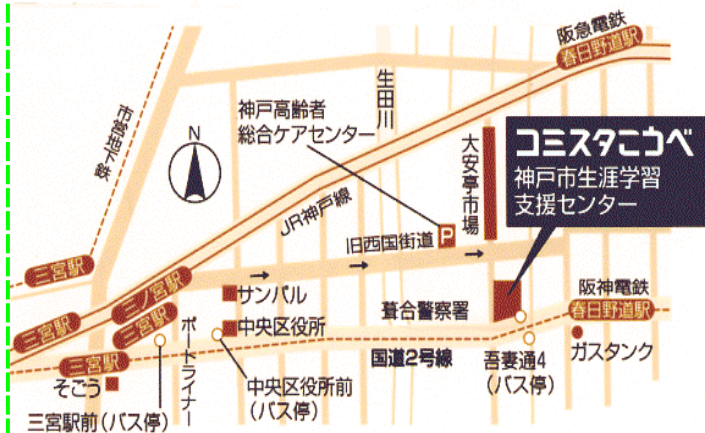 阪急電鉄
春日野道駅
生田川
市営地下鉄
神戸高齢者
総合ケアセンター
N
大安亭市場
コミスタこうべ
神戸市生涯学習
支援センター
JR神戸線
P
旧西国街道
三宮駅
三ノ宮駅
サンパル
三宮駅
三宮駅
ポートライナー
中央区役所
葺合警察署
阪神電鉄
春日野道駅
三宮駅
国道2号線
吾妻通4
(バス停)
ガスタンク
そごう
中央区役所前
(バス停)
三宮駅前(バス停)